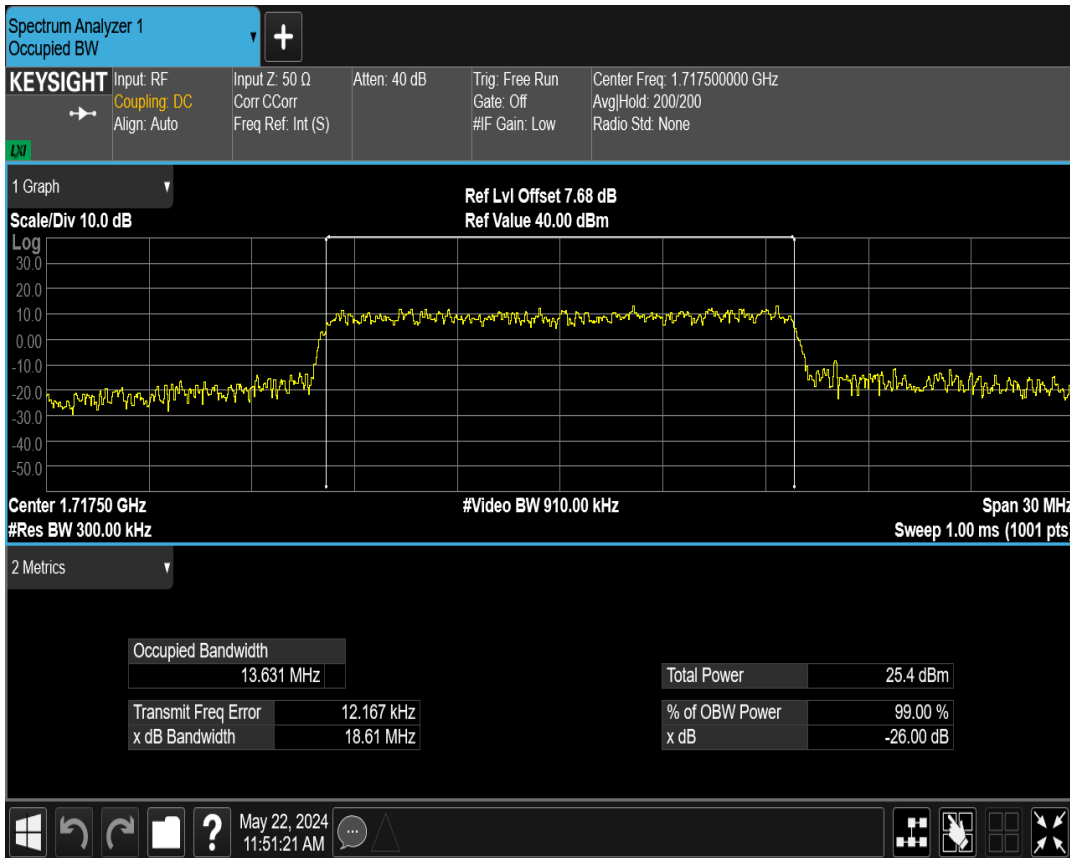 Spectrum Analyzer 1
Occupied BW
+
KEYSIGHT
LXI
Input: RF
Coupling: DC
Align: Auto
Input Z: 50 Ω
Corr CCorr
Freq Ref: Int (S)
Atten: 40 dB
Trig: Free Run
Gate: Off
#IF Gain: Low
Center Freq: 1.717500000 GHz
Avg|Hold: 200/200
Radio Std: None
1 Graph
Scale/Div 10.0 dB
Ref Lvl Offset 7.68 dB
Ref Value 40.00 dBm
Log
30.0
20.0
10.0
0.00
-10.0
-20.0
-30.0
-40.0
-50.0
Center 1.71750 GHz
#Video BW 910.00 kHz
Span 30 MHz
#Res BW 300.00 kHz
Sweep 1.00 ms (1001 pts)
2 Metrics
Occupied Bandwidth
13.631 MHz
Total Power 25.4 dBm
Transmit Freq Error 12.167 kHz
% of OBW Power 99.00 %
x dB Bandwidth 18.61 MHz
x dB -26.00 dB
?
May 22, 2024
11:51:21 AM